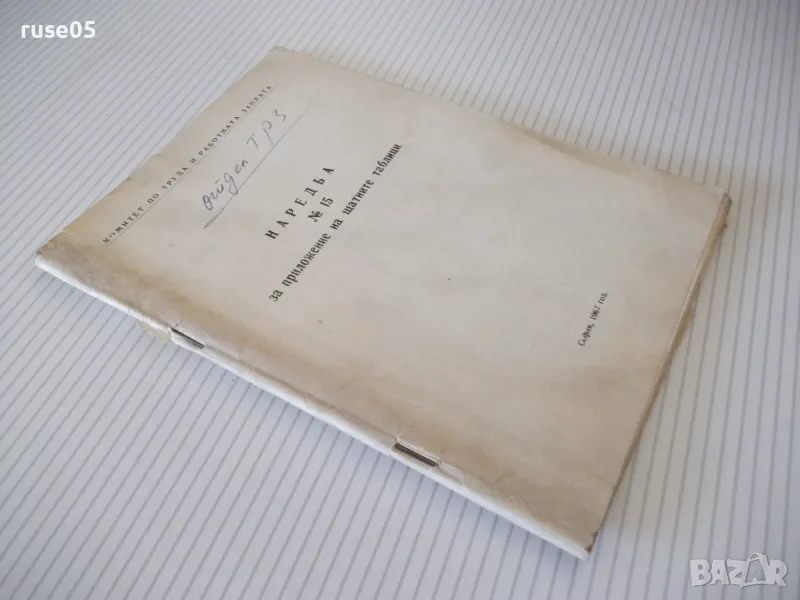 ruse05
КОМИТЕТ ПО ТРУДА И РАБОТНАТА ЗАПЛАТА
отдел ТРЗ
НАРЕДБА
№ 15
за приложение на щатните таблици
София, 1967 год.
BAZAR